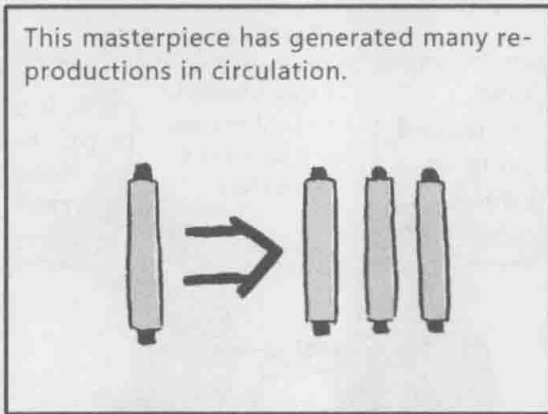 This masterpiece has generated many re-
productions in circulation.